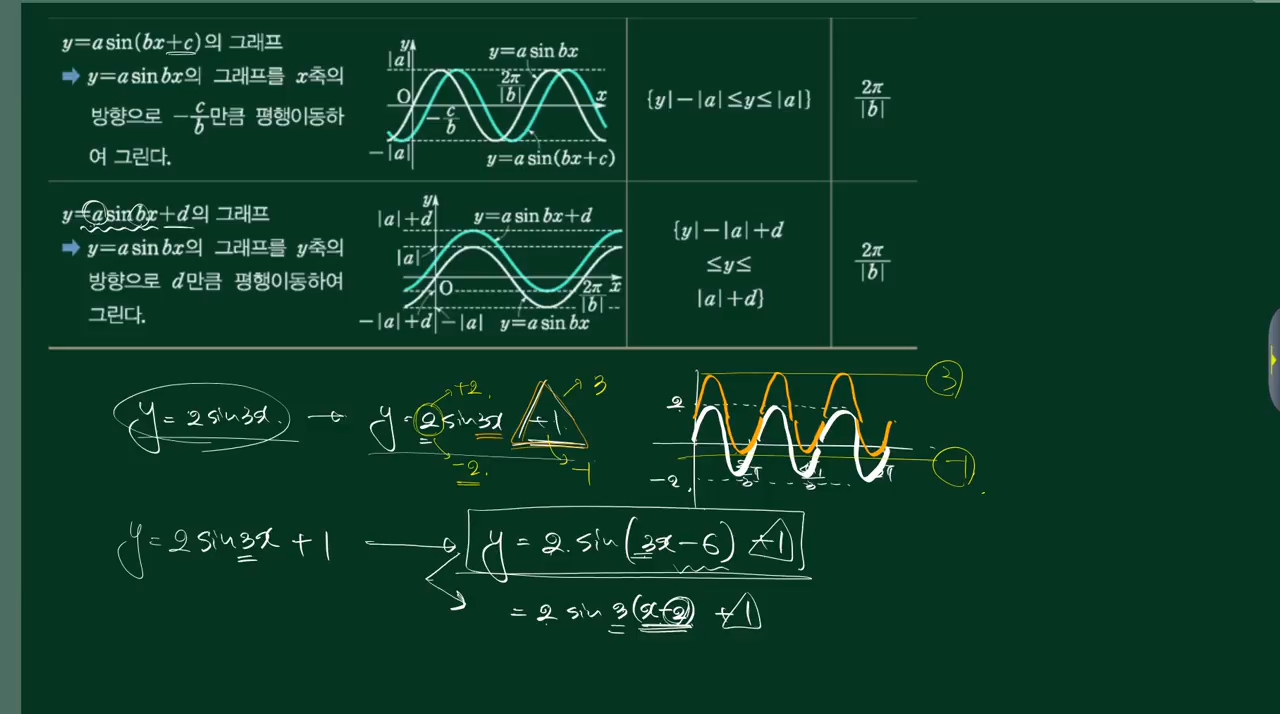 y=a sin(bx+c)의 그래프
➡ y=a sin bx의 그래프를 x축의
방향으로 -c/b만큼 평행이동하
여 그린다.
y
|a|
y=a sin bx
2π/|b|
O
x
-c/b
-|a|
y=a sin(bx+c)
{y|-|a|≤y≤|a|}
2π/|b|
y=a sin bx+d의 그래프
➡ y=a sin bx의 그래프를 y축의
방향으로 d만큼 평행이동하여
그린다.
y
|a|+d
y=a sin bx+d
|a|
O
2π/|b|
x
-|a|+d
-|a|
y=a sin bx
{y|-|a|+d
≤y≤
|a|+d}
2π/|b|
y=2sin3x. → y=2sin3x +1
+2.
3
-2.
-1
2
-2
3
-1
y=2sin3x+1 → y=2.sin(3x-6)+1
=2 sin 3(x-2)+1